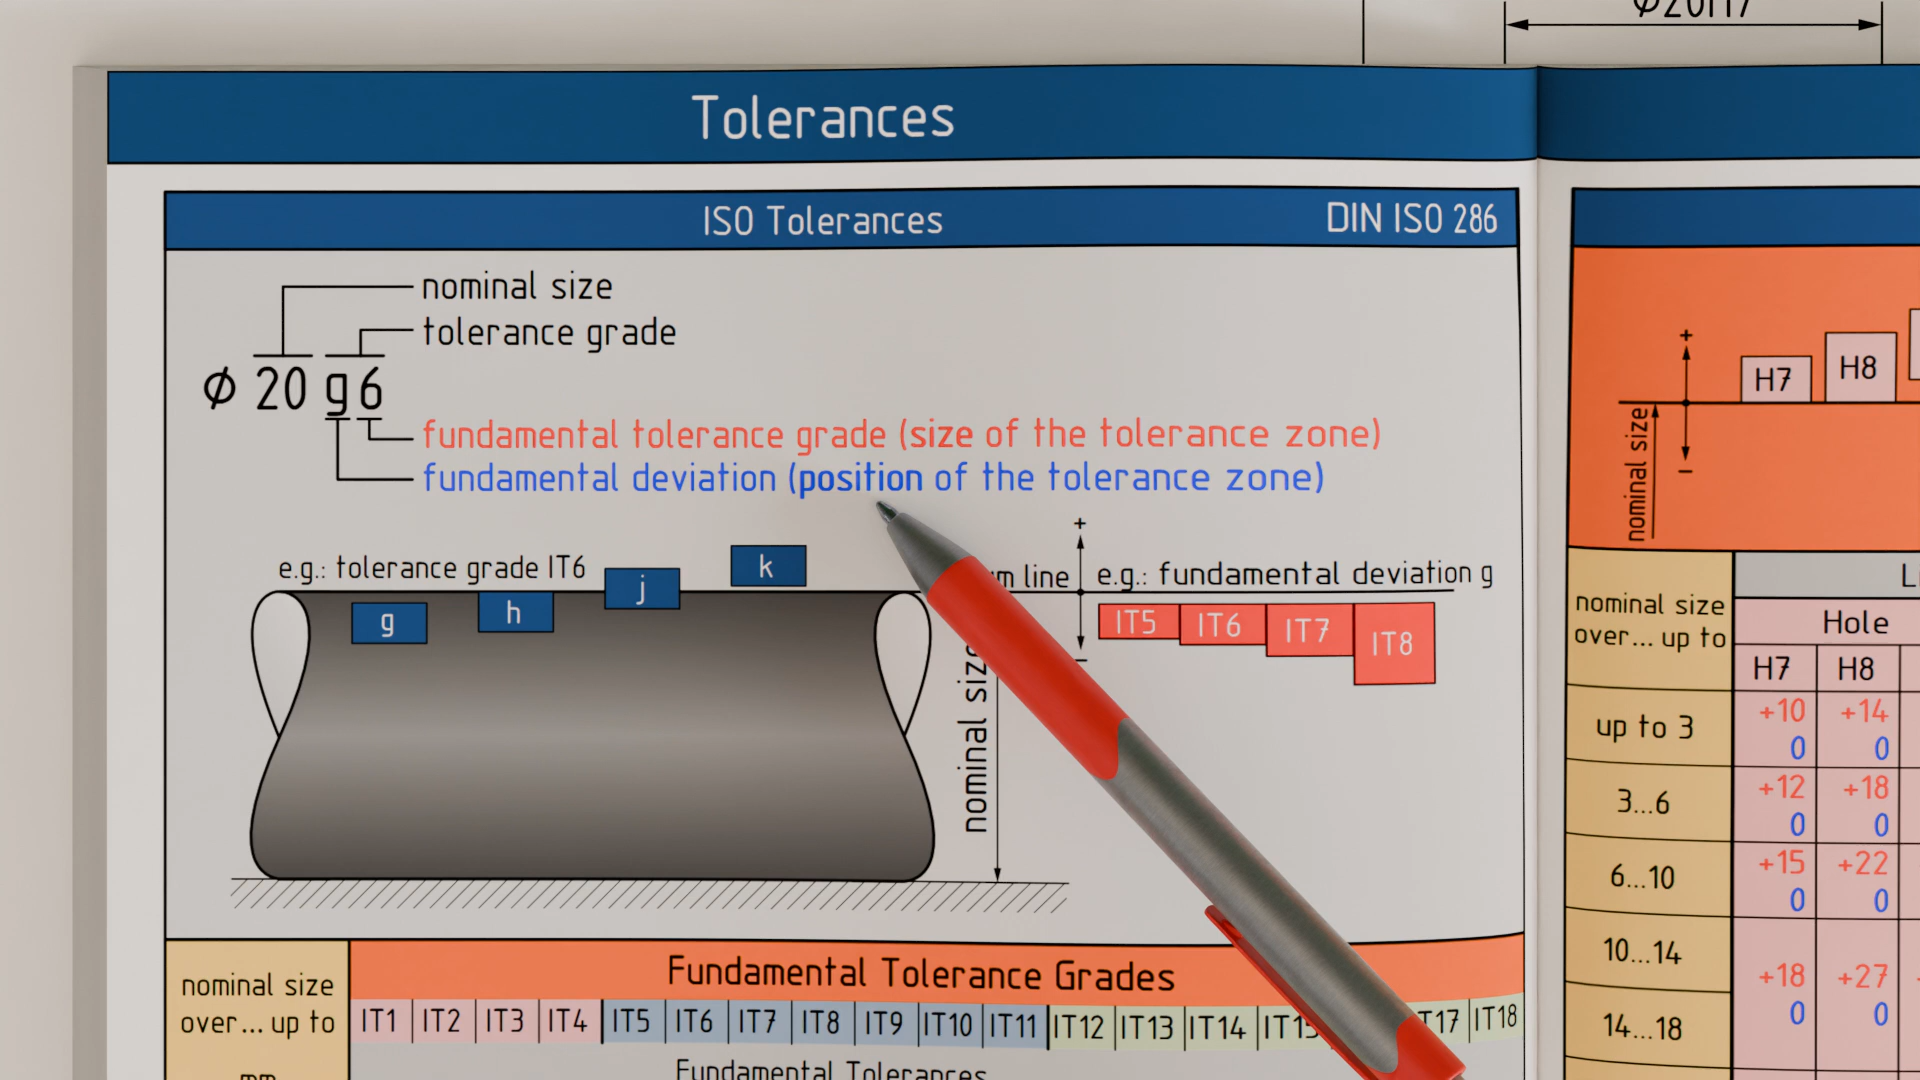 ⌀20H7
Tolerances
ISO Tolerances DIN ISO 286
nominal size
tolerance grade
⌀ 20 g6
fundamental tolerance grade (size of the tolerance zone)
fundamental deviation (position of the tolerance zone)
e.g.: tolerance grade IT6
g
h
j
k
line
+
−
e.g.: fundamental deviation g
IT5 IT6 IT7 IT8
nominal size
nominal size
over... up to
mm
Fundamental Tolerance Grades
IT1 IT2 IT3 IT4 IT5 IT6 IT7 IT8 IT9 IT10 IT11 IT12 IT13 IT14 IT17 IT18
Fundamental Tolerances
+
−
nominal size
H7 H8
nominal size
over... up to
Hole
H7 H8
up to 3 +10 +14
0 0
3...6 +12 +18
0 0
6...10 +15 +22
0 0
10...14 +18 +27
14...18 0 0